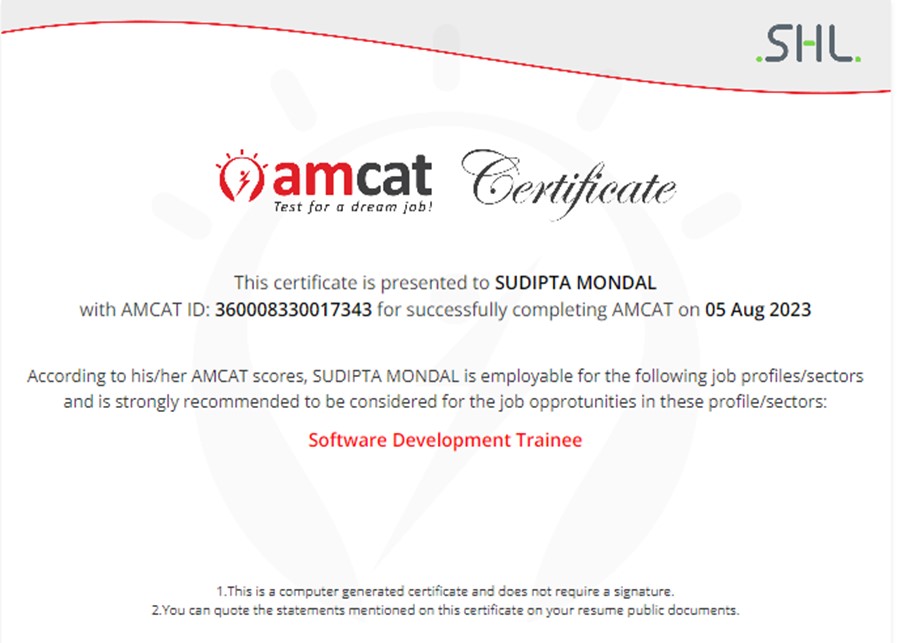 .SHL.
amcat Certificate
Test for a dream job!
This certificate is presented to SUDIPTA MONDAL
with AMCAT ID: 360008330017343 for successfully completing AMCAT on 05 Aug 2023
According to his/her AMCAT scores, SUDIPTA MONDAL is employable for the following job profiles/sectors
and is strongly recommended to be considered for the job opprotunities in these profile/sectors:
Software Development Trainee
1.This is a computer generated certificate and does not require a signature.
2.You can quote the statements mentioned on this certificate on your resume public documents.